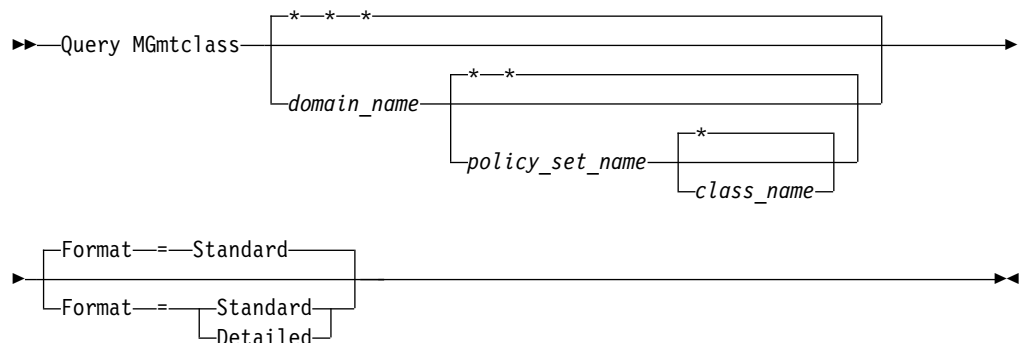 * * *
Query MGmtclass
* *
domain_name
*
policy_set_name
class_name
Format = Standard
Format = Standard
Detailed